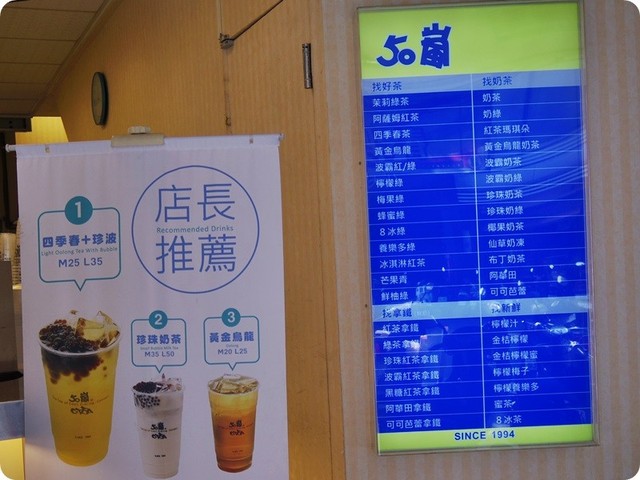 50嵐
找好茶 找奶茶
茉莉綠茶 奶茶
阿薩姆紅茶 奶綠
四季春茶 紅茶瑪琪朵
黃金烏龍 黃金烏龍奶茶
波霸紅/綠 波霸奶茶
檸檬綠 波霸奶綠
梅果綠 珍珠奶茶
蜂蜜綠 珍珠奶綠
8冰綠 椰果奶茶
養樂多綠 仙草奶凍
冰淇淋紅茶 布丁奶茶
芒果青 阿華田
鮮柚綠 可可芭蕾
找拿鐵 找新鮮
紅茶拿鐵 檸檬汁
綠茶拿鐵 金桔檸檬
珍珠紅茶拿鐵 金桔檸檬蜜
波霸紅茶拿鐵 檸檬梅子
黑糖紅茶拿鐵 檸檬養樂多
阿華田拿鐵 蜜茶
可可芭蕾拿鐵 8冰茶
SINCE 1994
店長
Recommended Drinks
推薦
1
四季春+珍波
Light Oolong Tea With Bubble
M25 L35
2
珍珠奶茶
M35 L50
3
黃金烏龍
Oolong
M20 L25
50嵐
50嵐
50嵐